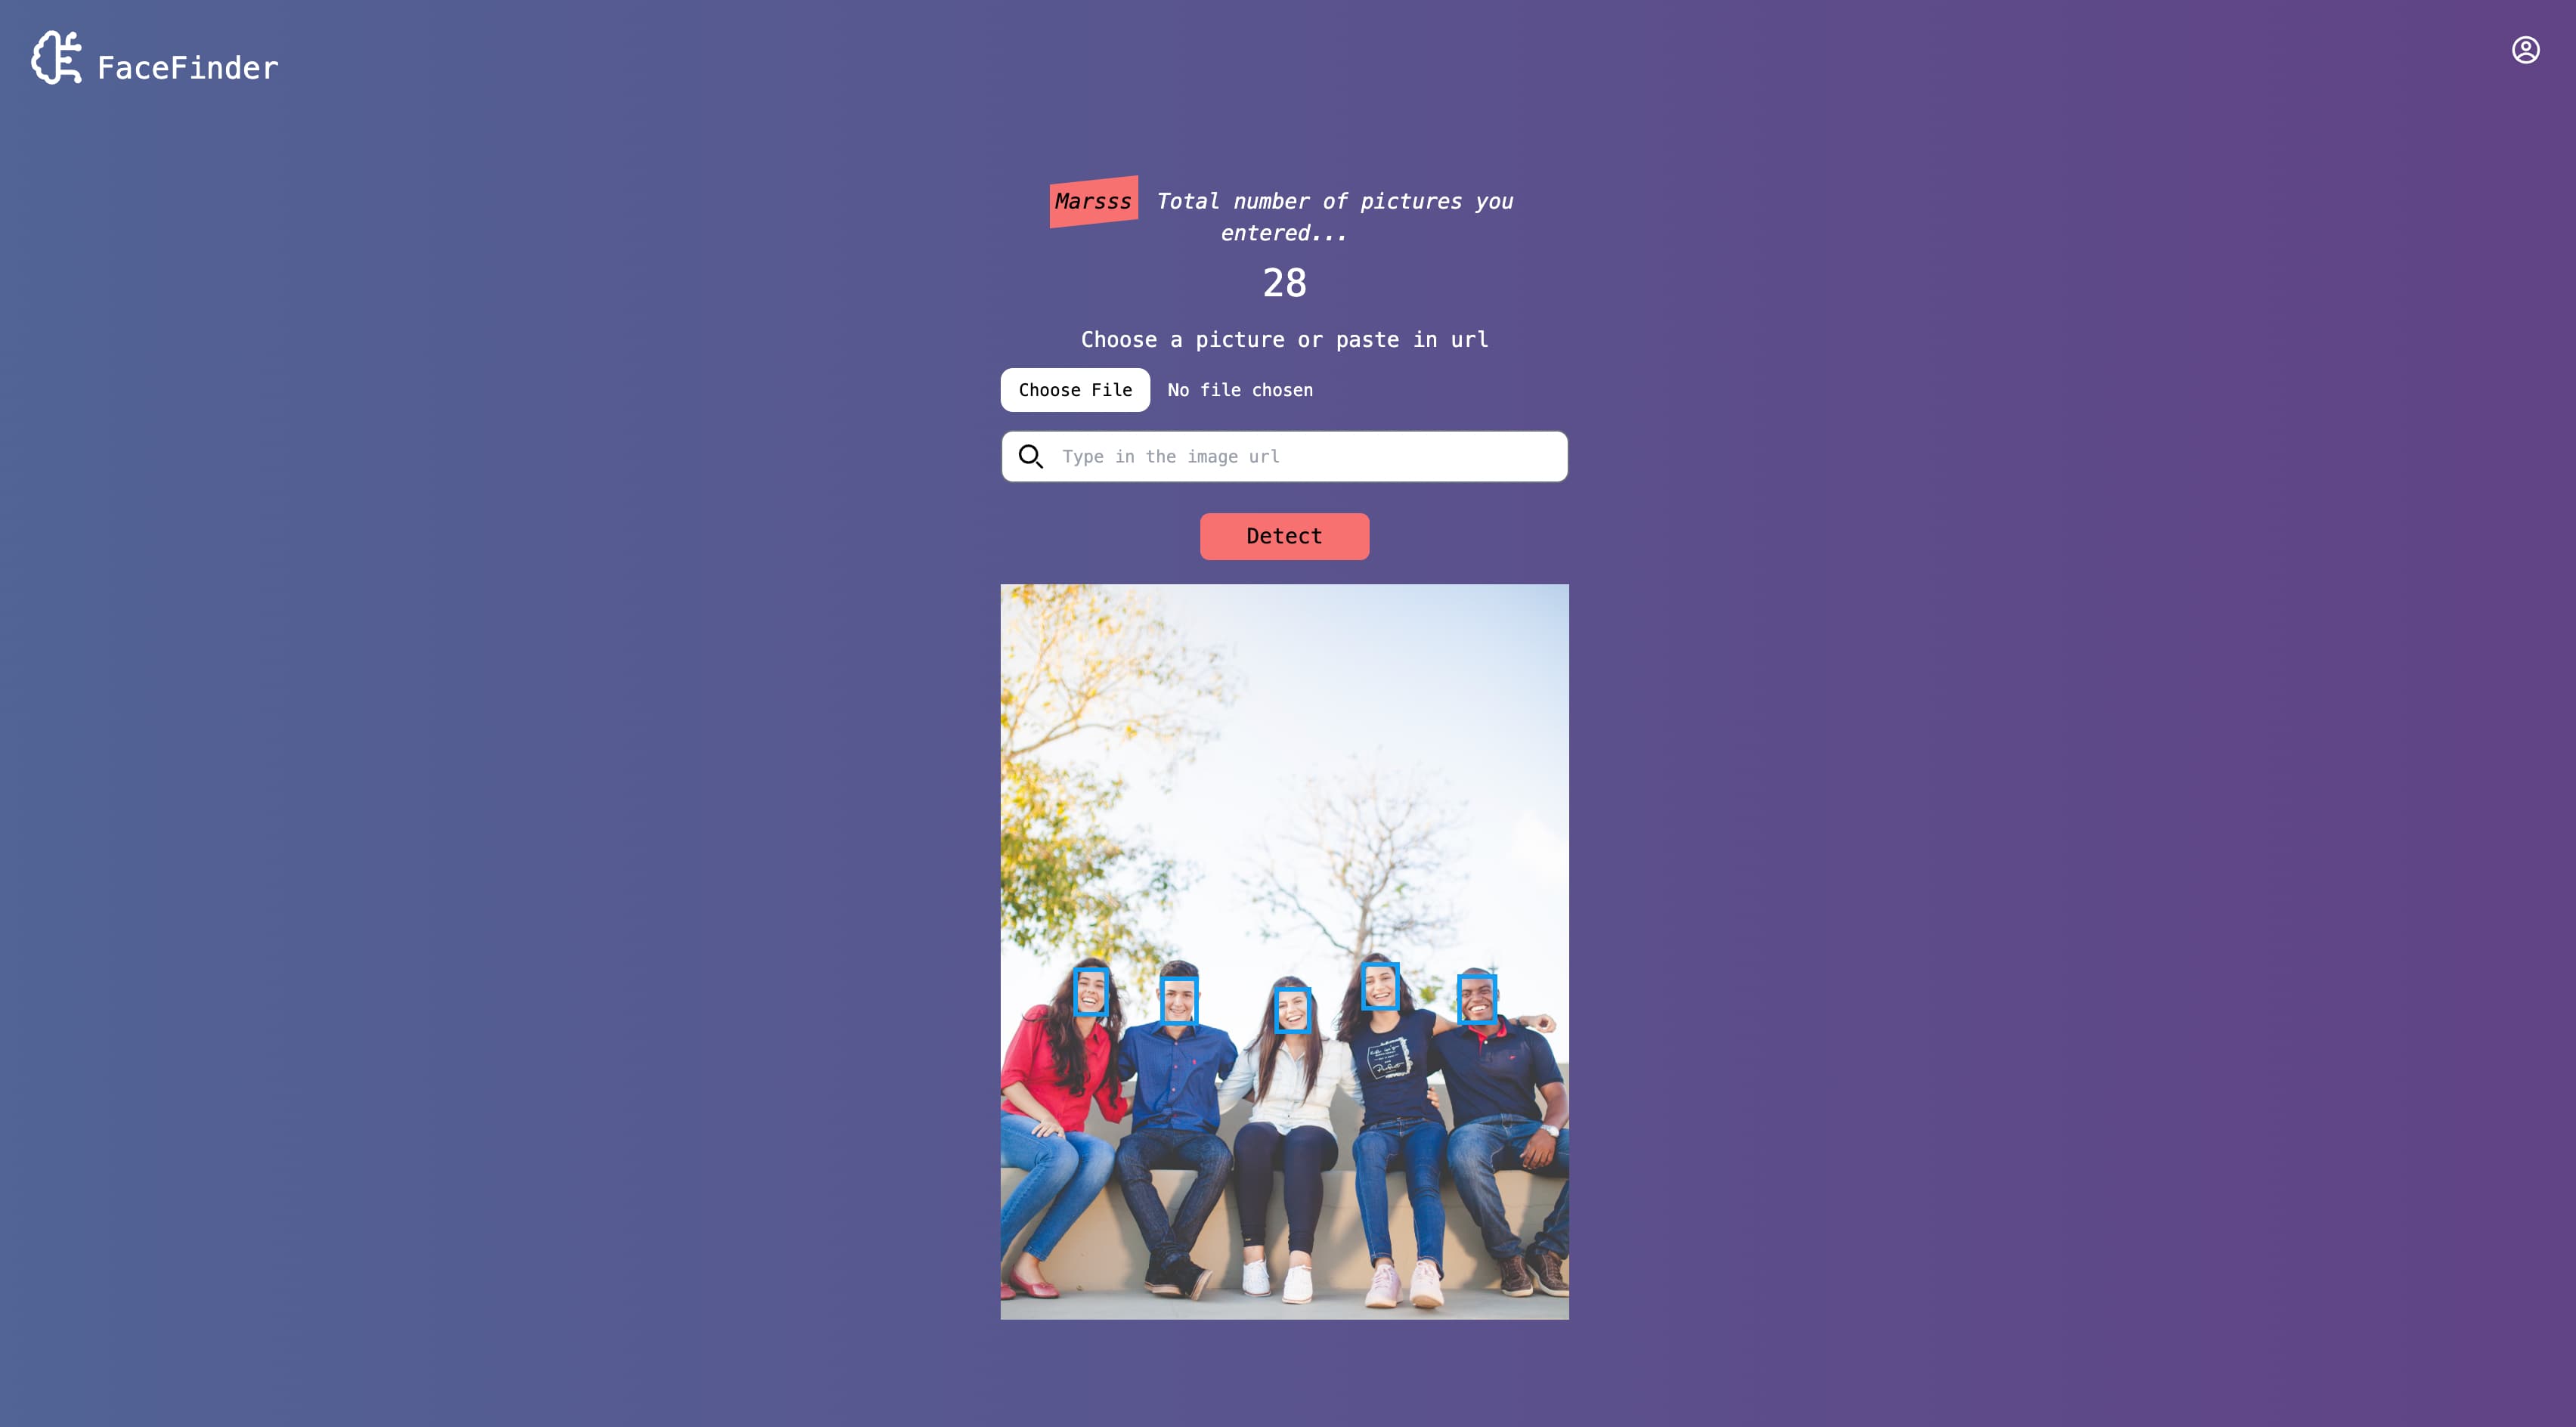 FaceFinder
Marsss Total number of pictures you
entered...
28
Choose a picture or paste in url
Choose File No file chosen
Type in the image url
Detect